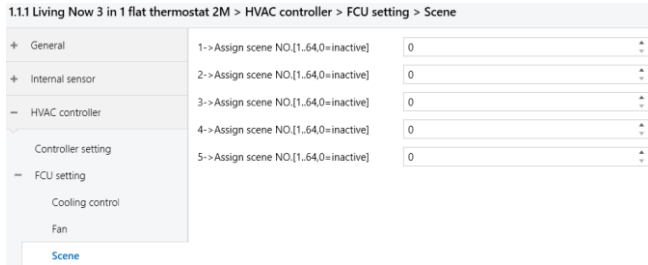 1.1.1 Living Now 3 in 1 flat thermostat 2M > HVAC controller > FCU setting > Scene
+ General
+ Internal sensor
− HVAC controller
Controller setting
− FCU setting
Cooling control
Fan
Scene
1->Assign scene NO.[1..64,0=inactive] 0
2->Assign scene NO.[1..64,0=inactive] 0
3->Assign scene NO.[1..64,0=inactive] 0
4->Assign scene NO.[1..64,0=inactive] 0
5->Assign scene NO.[1..64,0=inactive] 0